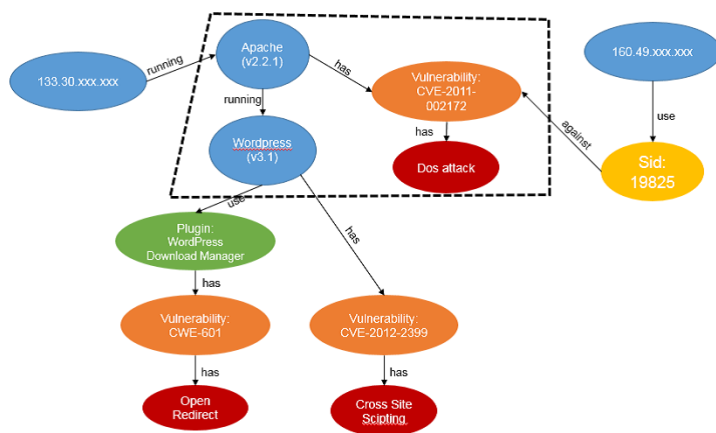 133.30.xxx.xxx
running
Apache
(v2.2.1)
has
running
Wordpress
(v3.1)
Vulnerability:
CVE-2011-
002172
has
Dos attack
160.49.xxx.xxx
use
against
Sid:
19825
use
Plugin:
WordPress
Download Manager
has
has
Vulnerability:
CWE-601
has
Open
Redirect
Vulnerability:
CVE-2012-2399
has
Cross Site
Scipting